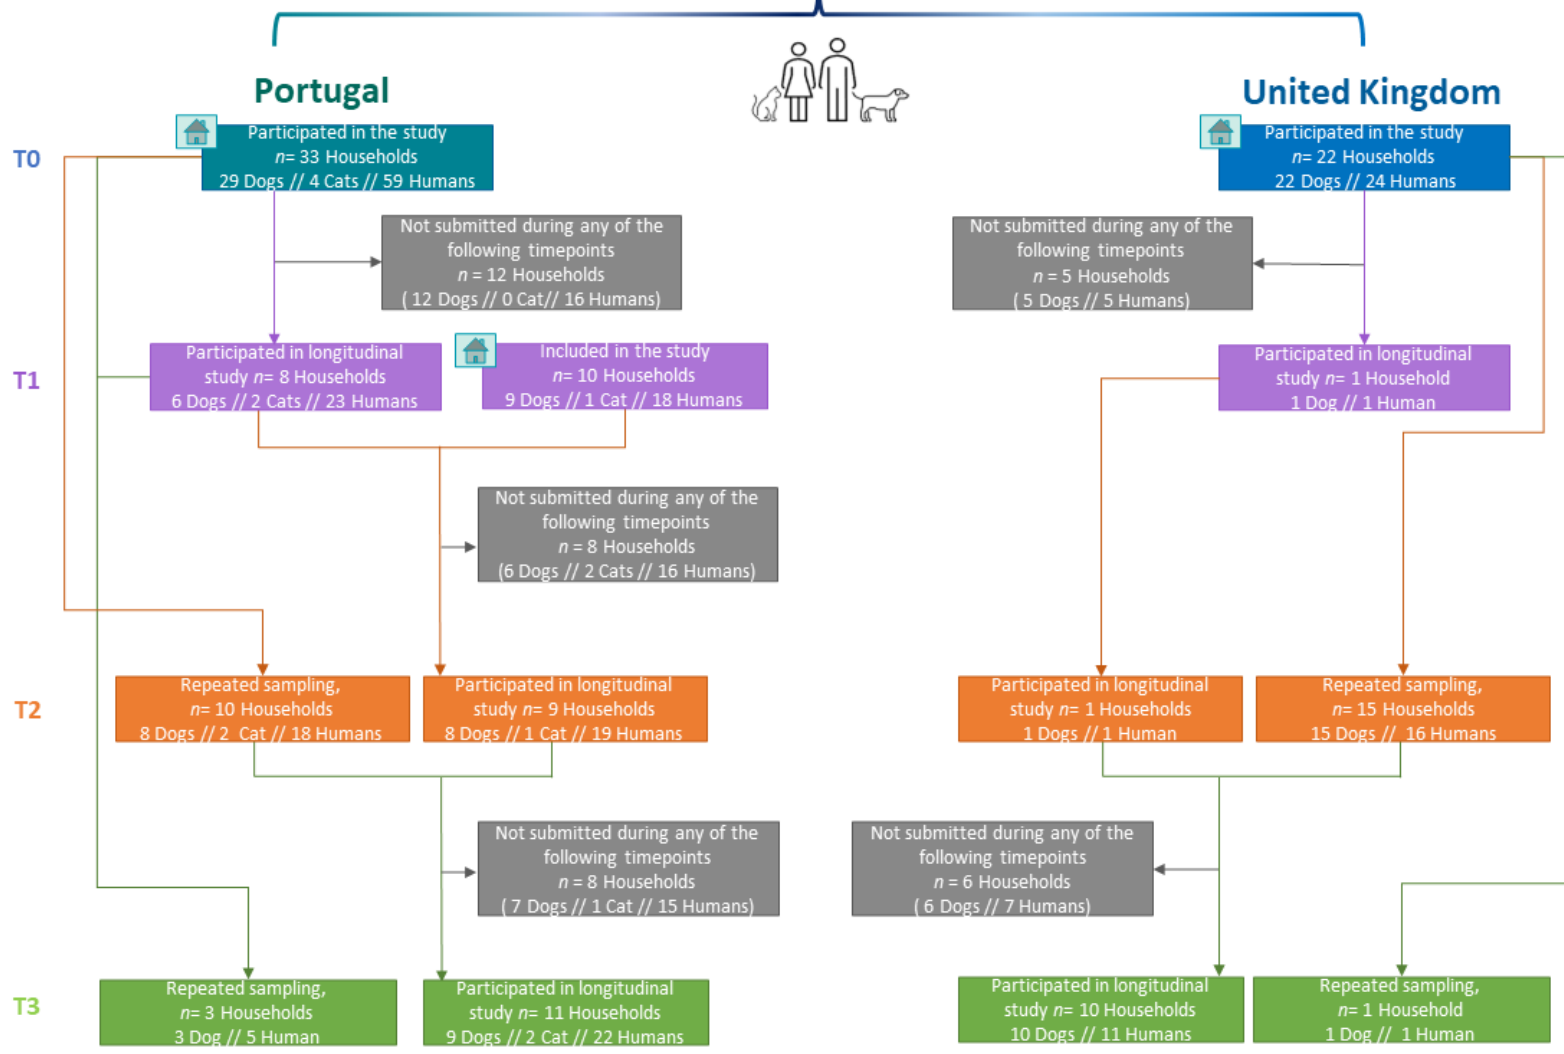 Portugal
United Kingdom
T0
Participated in the study
n= 33 Households
29 Dogs // 4 Cats // 59 Humans
Participated in the study
n= 22 Households
22 Dogs // 24 Humans
Not submitted during any of the
following timepoints
n = 12 Households
( 12 Dogs // 0 Cat// 16 Humans)
Not submitted during any of the
following timepoints
n = 5 Households
( 5 Dogs // 5 Humans)
T1
Participated in longitudinal
study n= 8 Households
6 Dogs // 2 Cats // 23 Humans
Included in the study
n= 10 Households
9 Dogs // 1 Cat // 18 Humans
Participated in longitudinal
study n= 1 Household
1 Dog // 1 Human
Not submitted during any of the
following timepoints
n = 8 Households
(6 Dogs // 2 Cats // 16 Humans)
T2
Repeated sampling,
n= 10 Households
8 Dogs // 2 Cat // 18 Humans
Participated in longitudinal
study n= 9 Households
8 Dogs // 1 Cat // 19 Humans
Participated in longitudinal
study n= 1 Households
1 Dogs // 1 Human
Repeated sampling,
n= 15 Households
15 Dogs // 16 Humans
Not submitted during any of the
following timepoints
n = 8 Households
( 7 Dogs // 1 Cat // 15 Humans)
Not submitted during any of the
following timepoints
n = 6 Households
( 6 Dogs // 7 Humans)
T3
Repeated sampling,
n= 3 Households
3 Dog // 5 Human
Participated in longitudinal
study n= 11 Households
9 Dogs // 2 Cat // 22 Humans
Participated in longitudinal
study n= 10 Households
10 Dogs // 11 Humans
Repeated sampling,
n= 1 Household
1 Dog // 1 Human